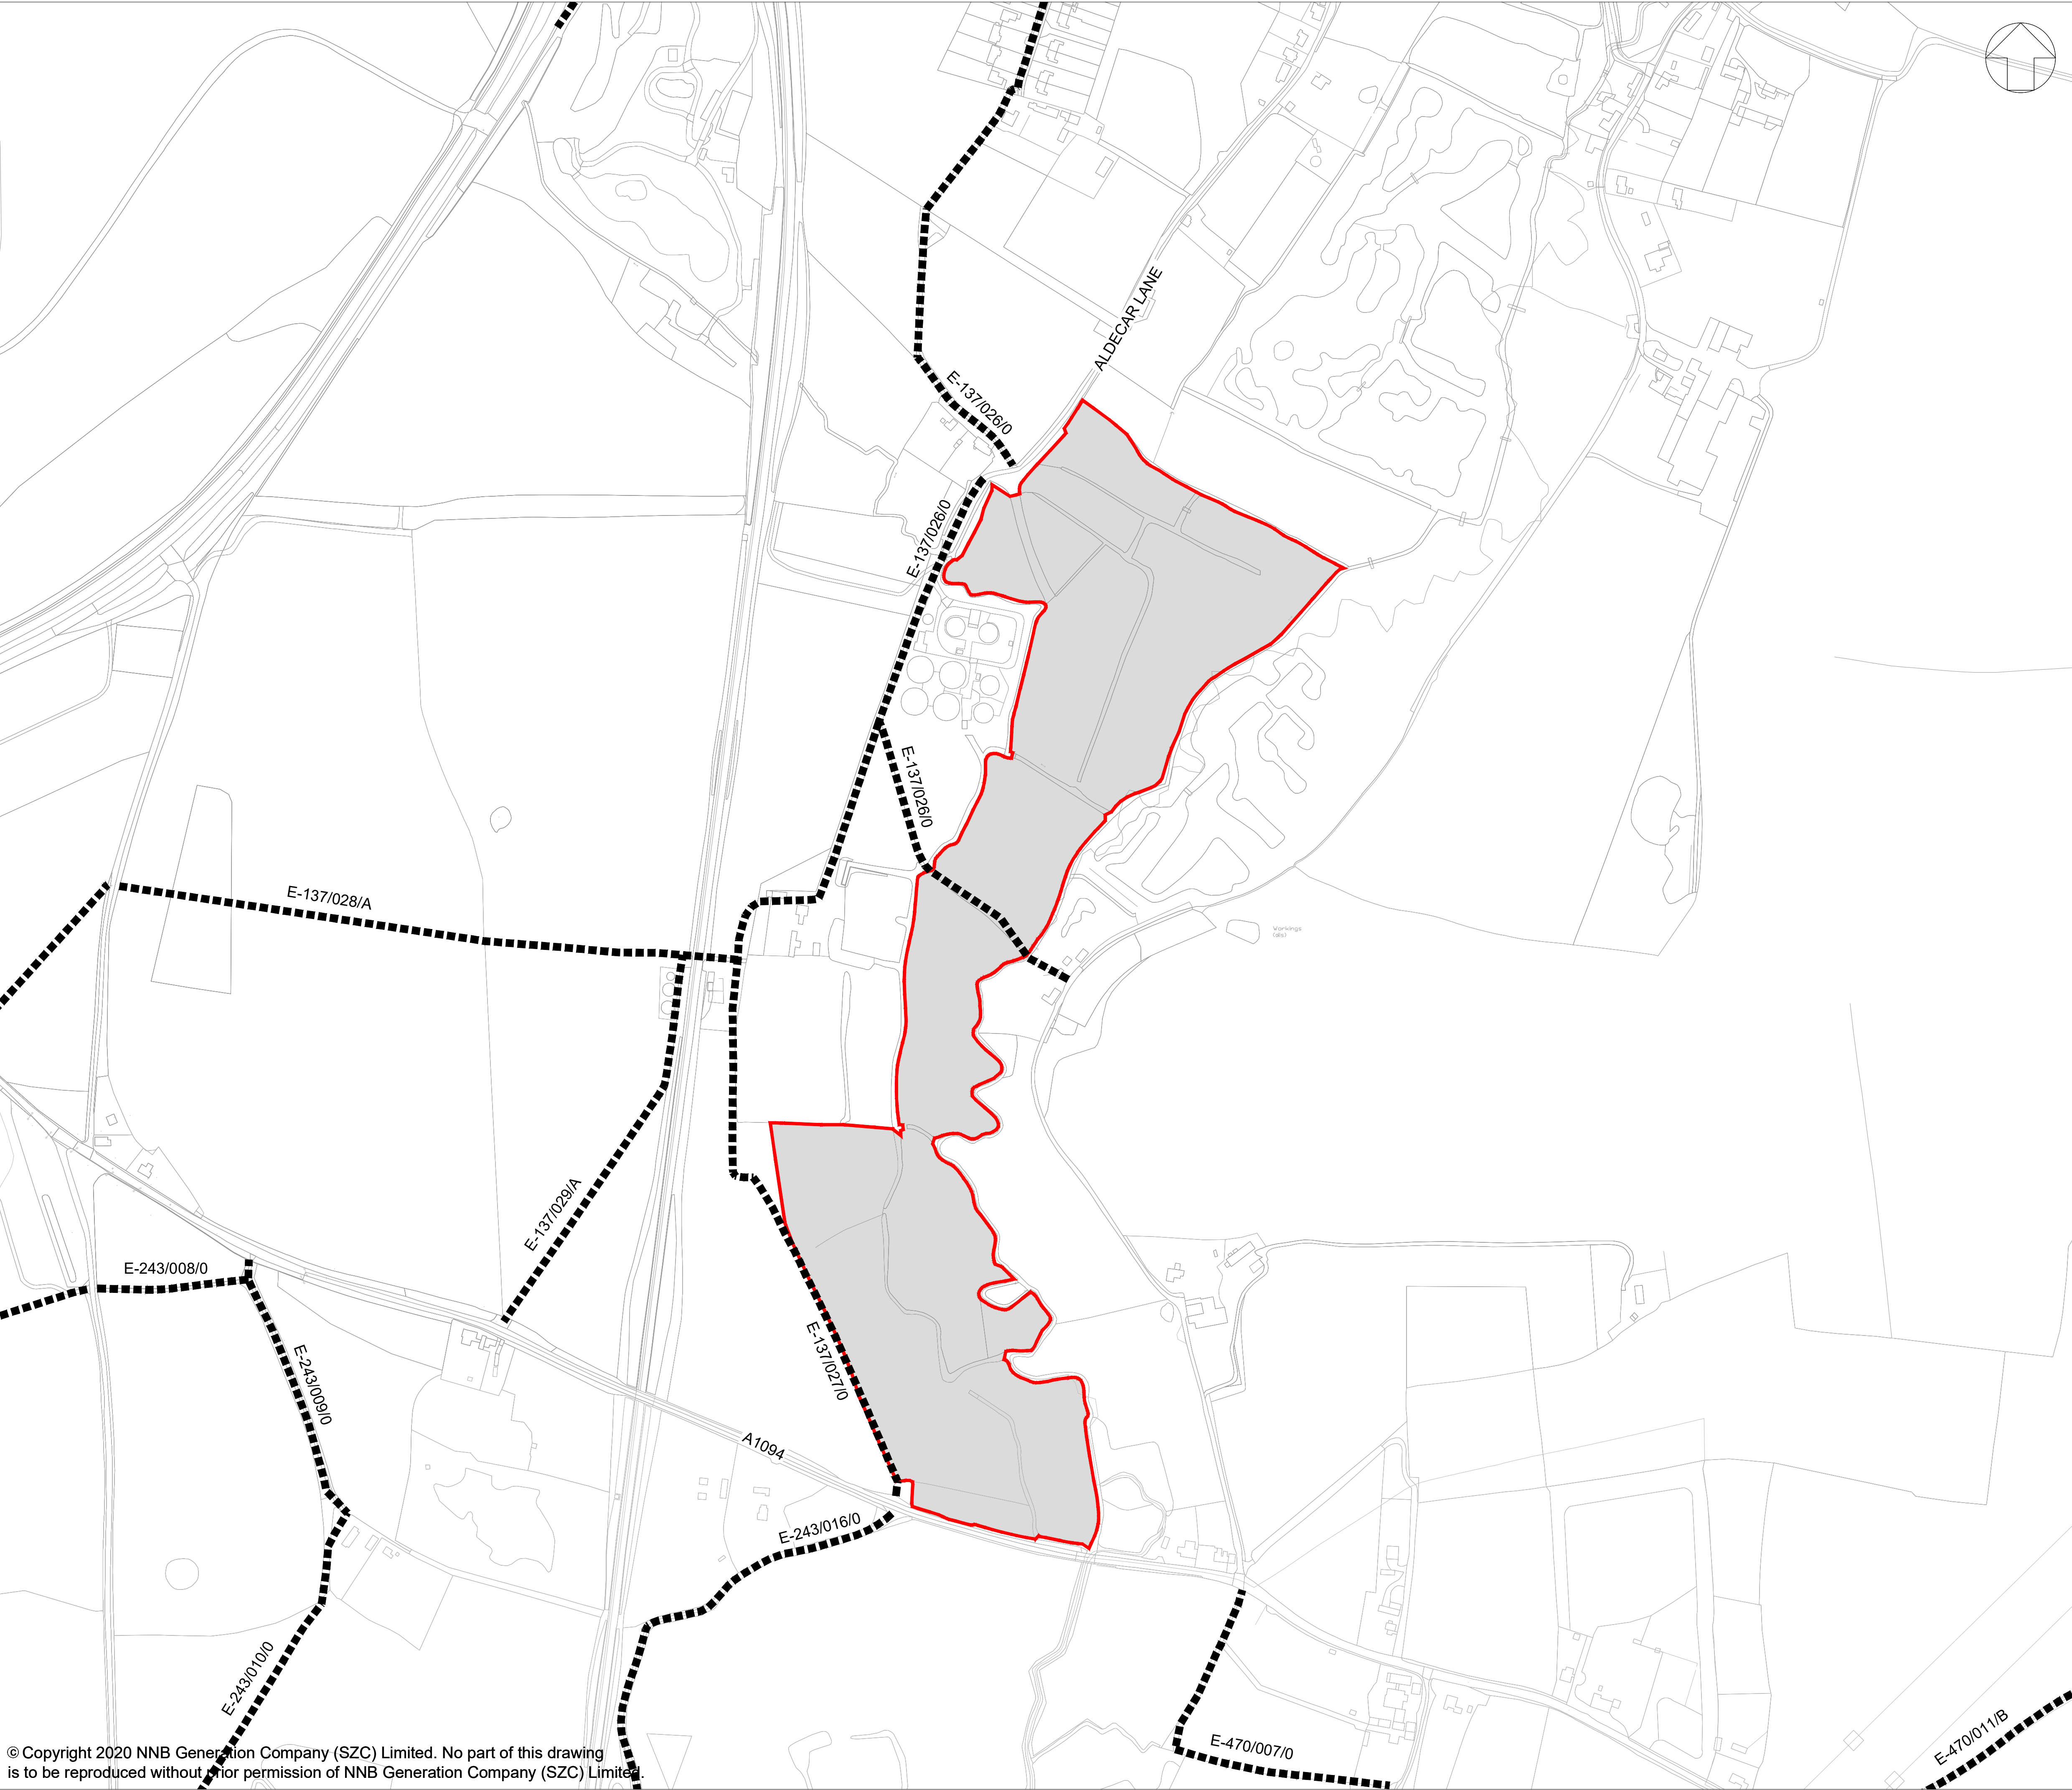 ALDECAR LANE
E-137/026/0
E-137/026/0
E-137/026/0
E-137/028/A
Workings
(dis)
E-137/029/A
E-243/008/0
E-137/027/0
E-243/009/0
A1094
E-243/016/0
E-243/010/0
E-470/007/0
E-470/011/B
© Copyright 2020 NNB Generation Company (SZC) Limited. No part of this drawing
is to be reproduced without prior permission of NNB Generation Company (SZC) Limited.